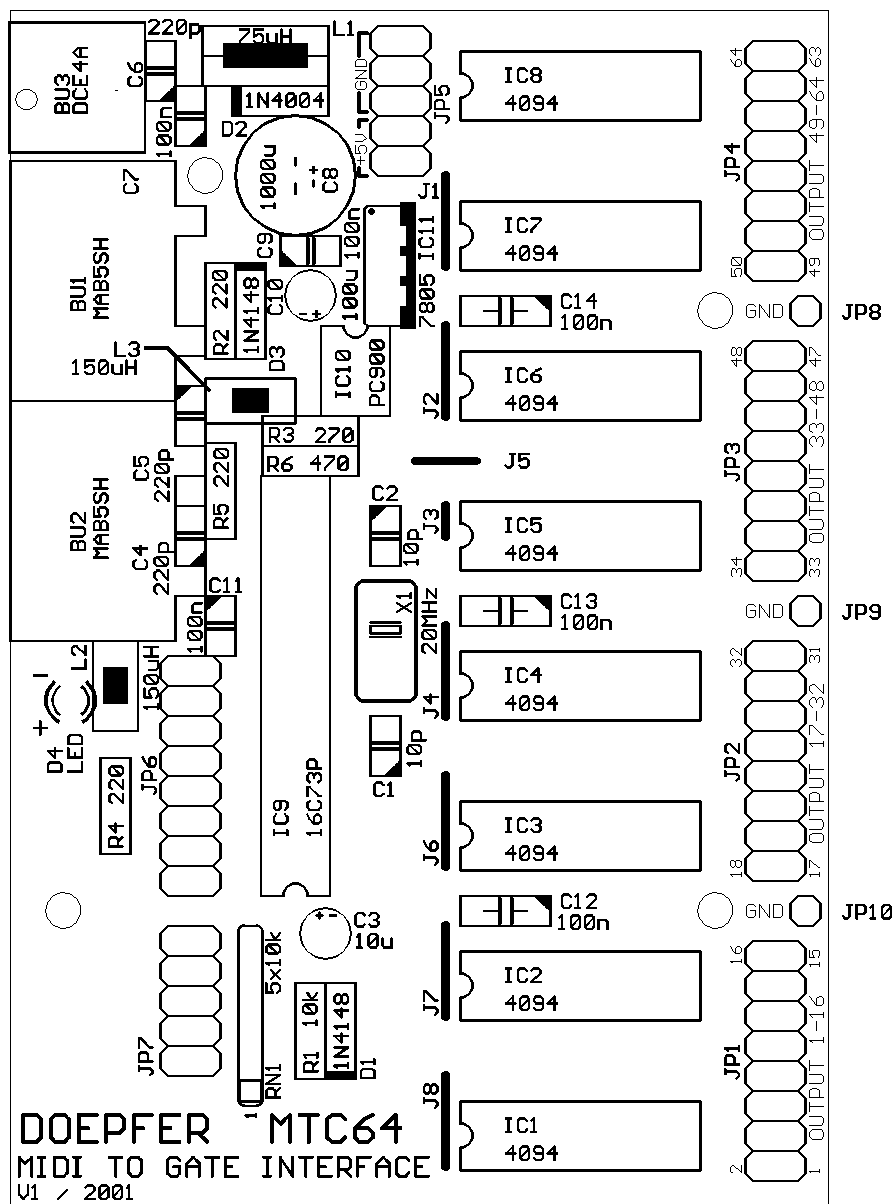 220p
75uH
L1
BU3
DCE4A
C6
100n
1N4004
D2
GND
+5V
JP5
IC8
4094
64
63
JP4
OUTPUT 49-64
50
49
C7
1000u
- +
-
C8
J1
IC11
7805
IC7
4094
BU1
MAB5SH
C9
100n
R2 220
1N4148
C10
100u
- +
D3
C14
100n
GND
JP8
L3
150uH
IC10
PC900
J2
IC6
4094
48
47
JP3
OUTPUT 33-48
34
33
R3 270
R6 470
J5
BU2
MAB5SH
C5
220p
C4
220p
R5 220
C2
10p
J3
IC5
4094
C11
100n
X1
20MHz
C13
100n
GND
JP9
L2
150uH
- +
D4
LED
J4
IC4
4094
32
31
JP2
OUTPUT 17-32
18
17
R4 220
JP6
IC9
16C73P
10p
C1
J6
IC3
4094
C12
100n
GND
JP10
+ -
C3
10u
JP7
5x10k
RN1
1
R1 10k
1N4148
D1
J7
IC2
4094
16
15
JP1
OUTPUT 1-16
2
1
J8
IC1
4094
DOEPFER MTC64
MIDI TO GATE INTERFACE
V1 / 2001